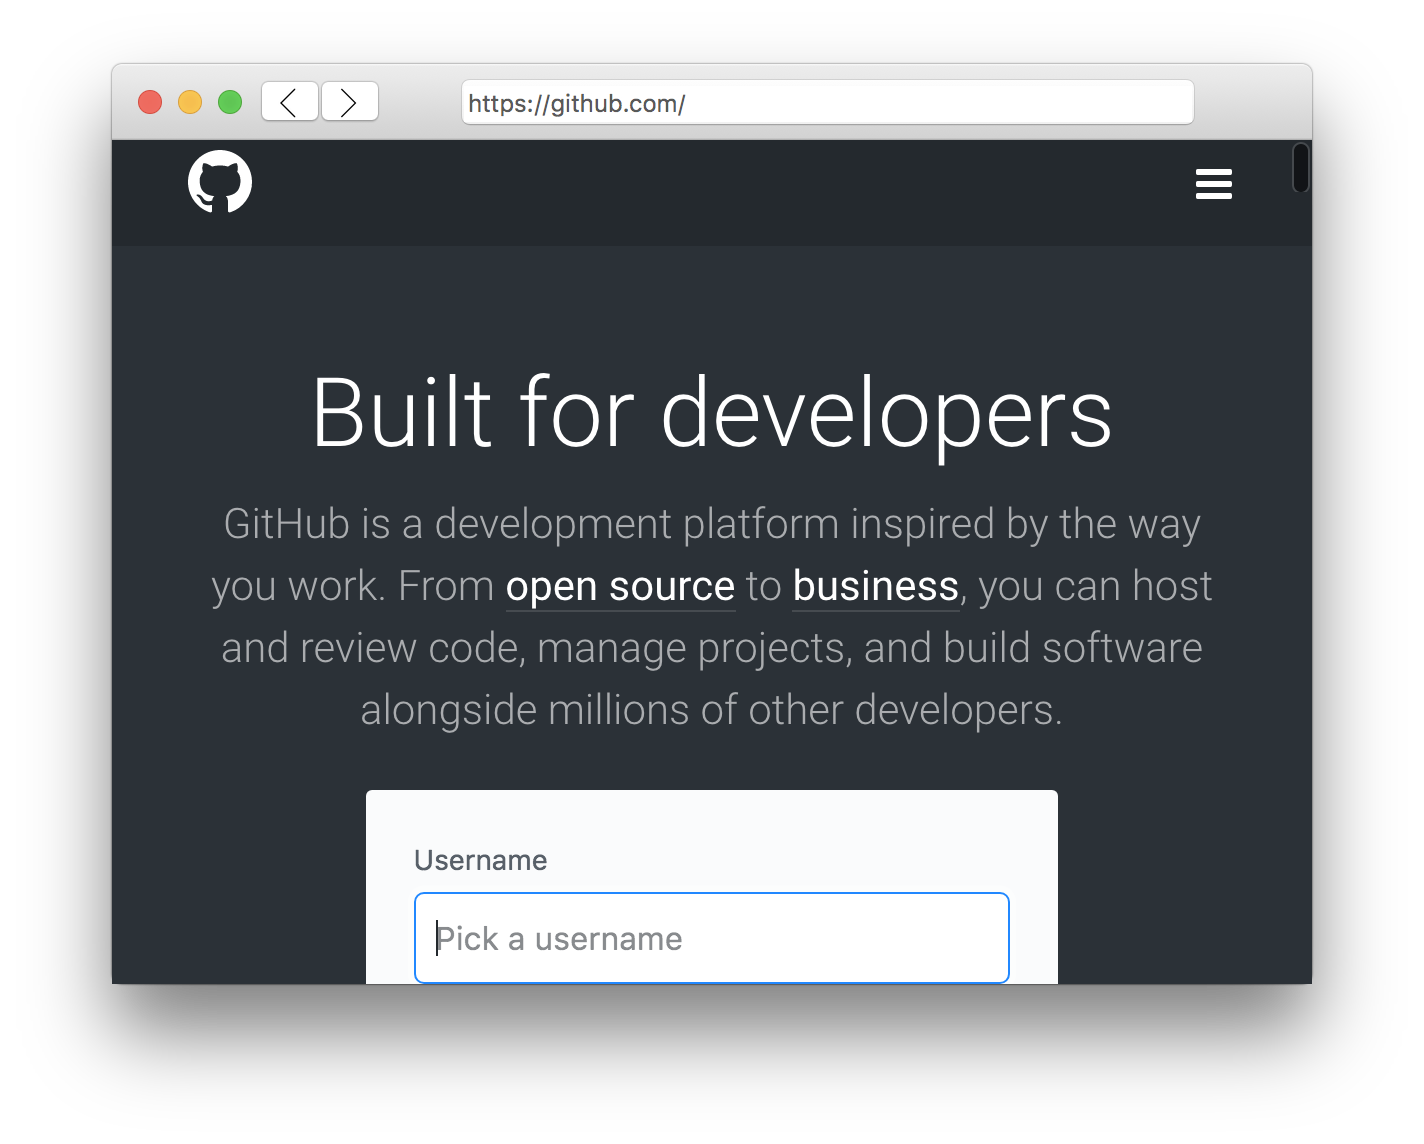 https://github.com/
Built for developers
GitHub is a development platform inspired by the way
you work. From open source to business, you can host
and review code, manage projects, and build software
alongside millions of other developers.
Username
Pick a username